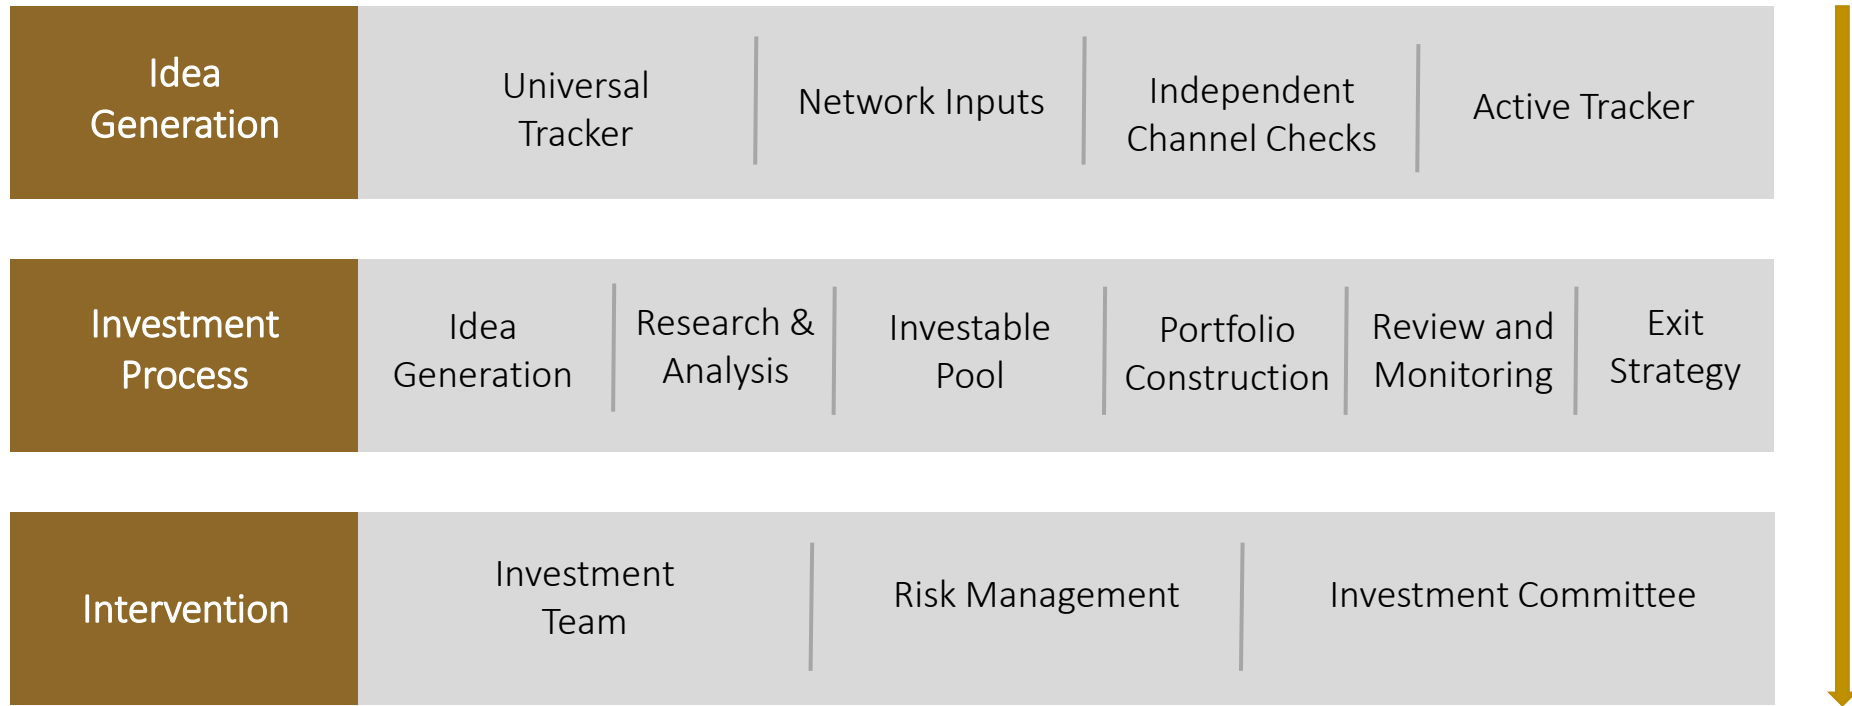 Idea
Generation
Universal
Tracker
Network Inputs
Independent
Channel Checks
Active Tracker
Investment
Process
Idea
Generation
Research &
Analysis
Investable
Pool
Portfolio
Construction
Review and
Monitoring
Exit
Strategy
Intervention
Investment
Team
Risk Management
Investment Committee